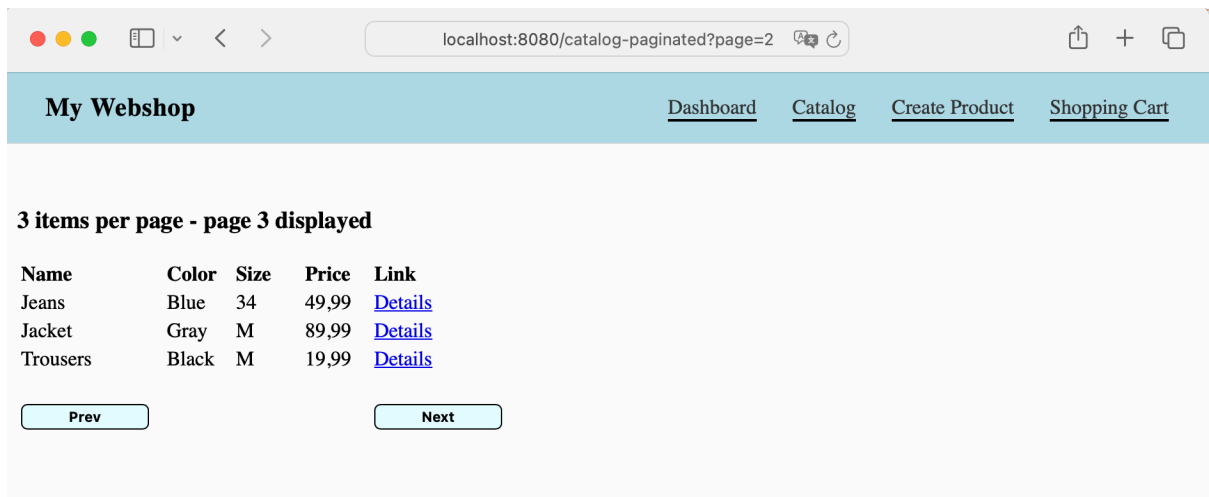 localhost:8080/catalog-paginated?page=2
My Webshop Dashboard Catalog Create Product Shopping Cart
3 items per page - page 3 displayed
Name Color Size Price Link
Jeans Blue 34 49,99 Details
Jacket Gray M 89,99 Details
Trousers Black M 19,99 Details
Prev Next